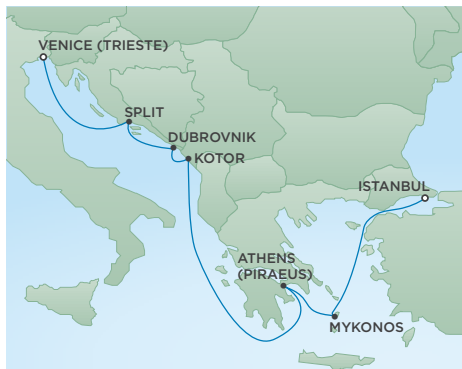 VENICE (TRIESTE)
SPLIT
DUBROVNIK
KOTOR
ISTANBUL
ATHENS
(PIRAEUS)
MYKONOS